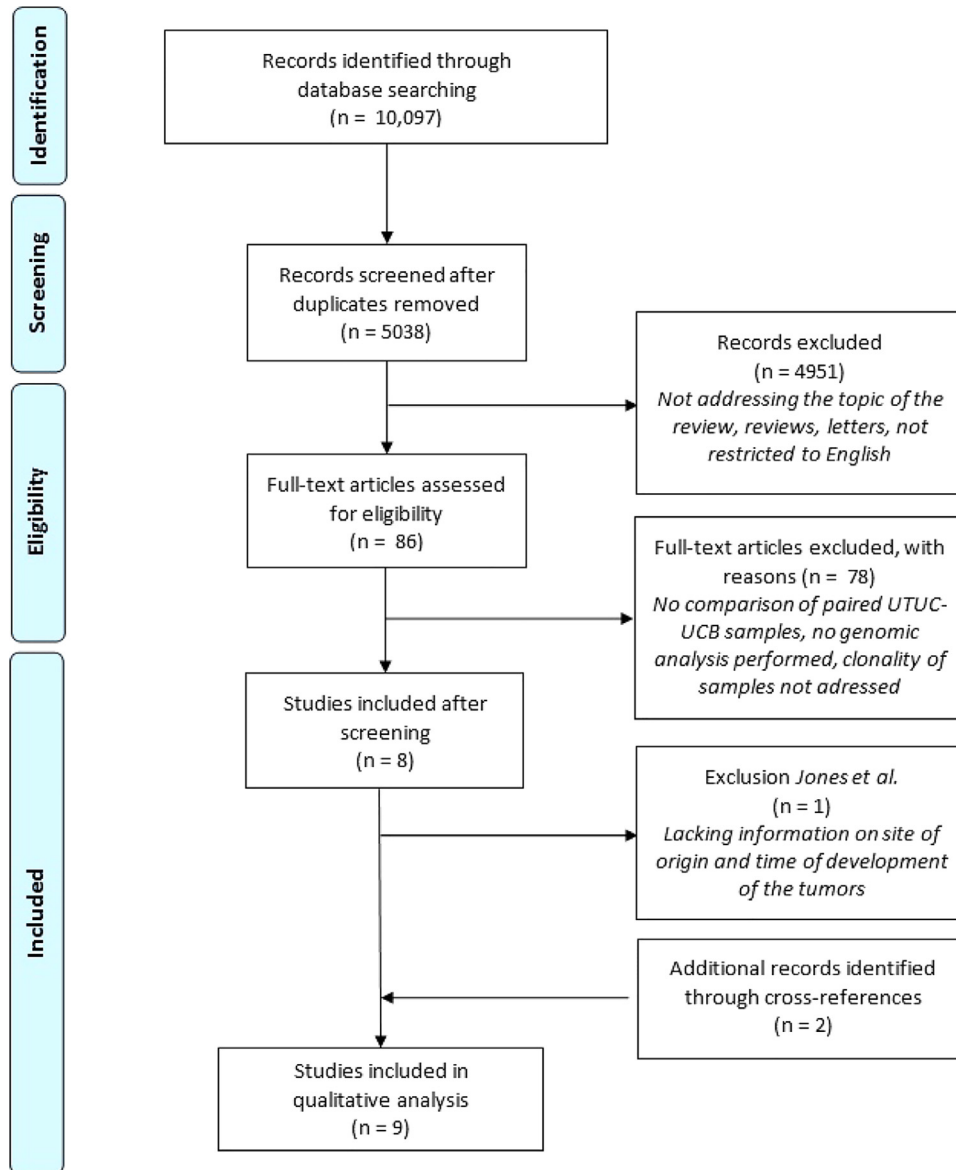 Identification
Records identified through
database searching
(n = 10,097)
Screening
Records screened after
duplicates removed
(n = 5038)
Records excluded
(n = 4951)
Not addressing the topic of the
review, reviews, letters, not
restricted to English
Eligibility
Full-text articles assessed
for eligibility
(n = 86)
Full-text articles excluded, with
reasons (n = 78)
No comparison of paired UTUC-
UCB samples, no genomic
analysis performed, clonality of
samples not adressed
Included
Studies included after
screening
(n = 8)
Exclusion Jones et al.
(n = 1)
Lacking information on site of
origin and time of development
of the tumors
Additional records identified
through cross-references
(n = 2)
Studies included in
qualitative analysis
(n = 9)